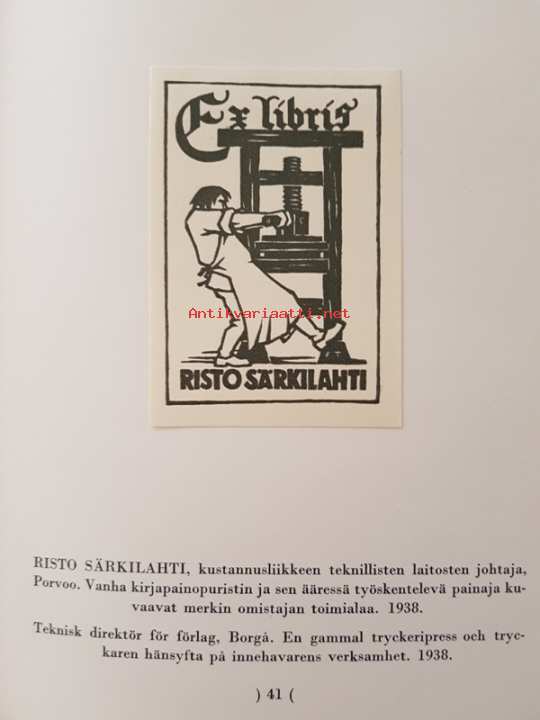 Ex libris
Antikvariaatti.net
RISTO SÄRKILAHTI
RISTO SÄRKILAHTI, kustannusliikkeen teknillisten laitosten johtaja,
Porvoo. Vanha kirjapainopuristin ja sen ääressä työskentelevä painaja ku-
vaavat merkin omistajan toimialaa. 1938.
Teknisk direktör för förlag, Borgå. En gammal tryckeripress och tryc-
karen hänsyfta på innehavarens verksamhet. 1938.
) 41 (